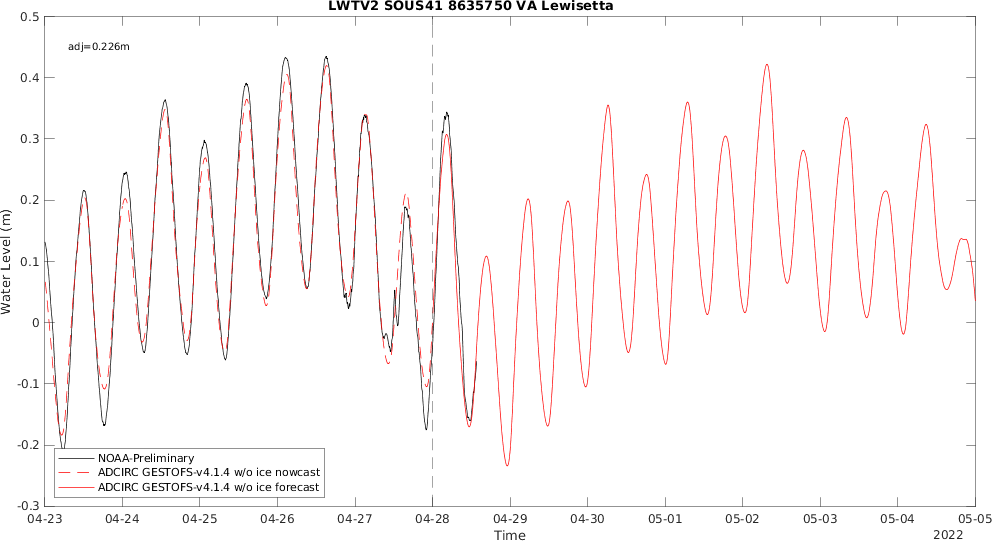 LWTV2 SOUS41 8635750 VA Lewisetta
adj=0.226m
0.5
0.4
0.3
0.2
0.1
0
-0.1
-0.2
-0.3
Water Level (m)
NOAA-Preliminary
ADCIRC GESTOFS-v4.1.4 w/o ice nowcast
ADCIRC GESTOFS-v4.1.4 w/o ice forecast
04-23 04-24 04-25 04-26 04-27 04-28 04-29 04-30 05-01 05-02 05-03 05-04 05-05
Time
2022